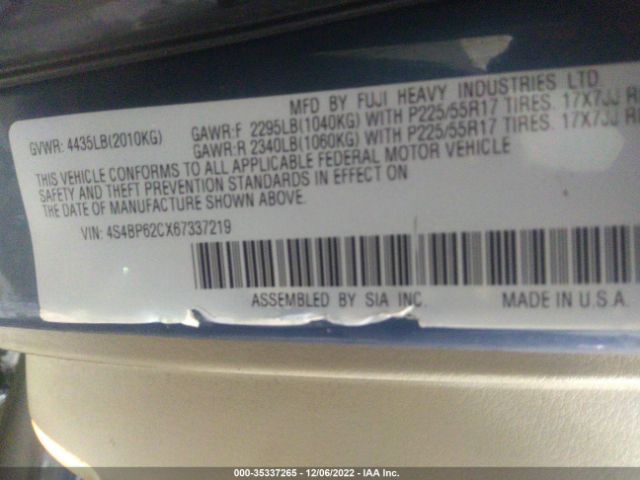 MFD BY FUJI HEAVY INDUSTRIES LTD.
GVWR: 4435LB(2010KG)
GAWR:F 2295LB(1040KG) WITH P225/55R17 TIRES. 17X7JJ
GAWR:R 2340LB(1060KG) WITH P225/55R17 TIRES. 17X7JJ
THIS VEHICLE CONFORMS TO ALL APPLICABLE FEDERAL MOTOR VEHICLE
SAFETY AND THEFT PREVENTION STANDARDS IN EFFECT ON
THE DATE OF MANUFACTURE SHOWN ABOVE.
VIN: 4S4BP62CX67337219
ASSEMBLED BY SIA INC.
MADE IN U.S.A.
000-35337265 - 12/06/2022 - IAA Inc.